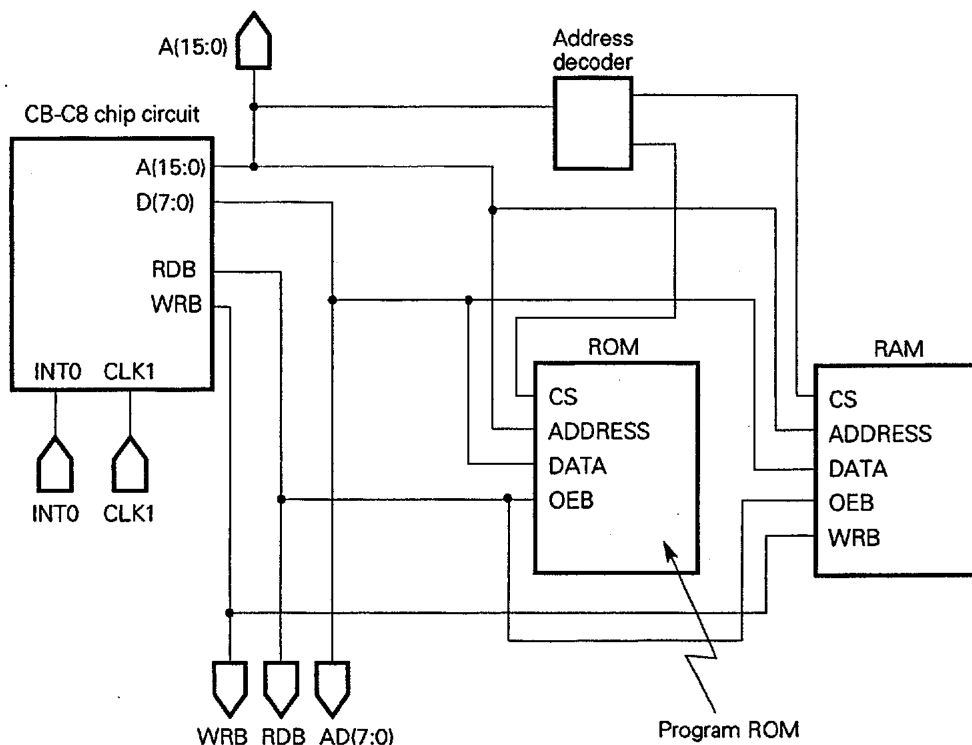 A(15:0)
Address
decoder
CB-C8 chip circuit
A(15:0)
D(7:0)
RDB
WRB
INT0 CLK1
INT0 CLK1
ROM
CS
ADDRESS
DATA
OEB
RAM
CS
ADDRESS
DATA
OEB
WRB
WRB RDB AD(7:0)
Program ROM